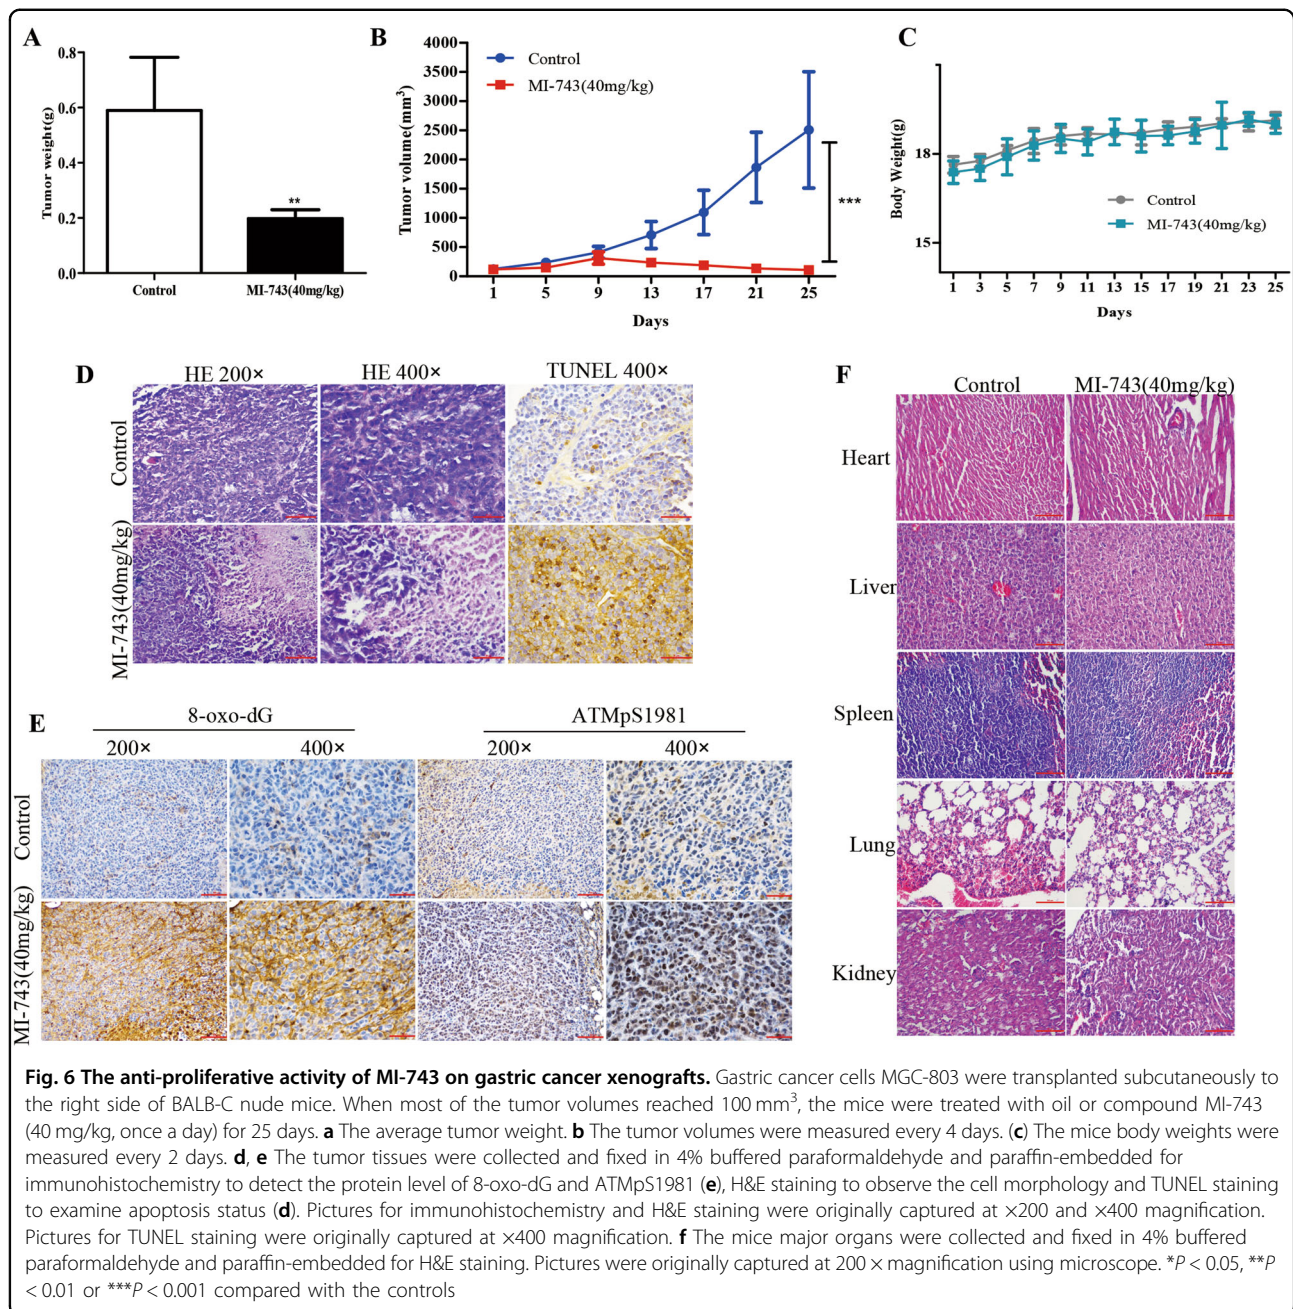 A
Tumor weight(g)
0.8
0.6
0.4
0.2
0.0
**
Control
MI-743(40mg/kg)
B
Tumor volume(mm³)
4000
3500
3000
2500
2000
1500
1000
500
0
Control
MI-743(40mg/kg)
***
1 5 9 13 17 21 25
Days
C
Body Weight(g)
18
15
Control
MI-743(40mg/kg)
1 3 5 7 9 11 13 15 17 19 21 23 25
Days
D
HE 200× HE 400× TUNEL 400×
Control
MI-743(40mg/kg)
E
8-oxo-dG ATMpS1981
200× 400× 200× 400×
Control
MI-743(40mg/kg)
F
Control MI-743(40mg/kg)
Heart
Liver
Spleen
Lung
Kidney
Fig. 6 The anti-proliferative activity of MI-743 on gastric cancer xenografts. Gastric cancer cells MGC-803 were transplanted subcutaneously to
the right side of BALB-C nude mice. When most of the tumor volumes reached 100 mm³, the mice were treated with oil or compound MI-743
(40 mg/kg, once a day) for 25 days. a The average tumor weight. b The tumor volumes were measured every 4 days. (c) The mice body weights were
measured every 2 days. d, e The tumor tissues were collected and fixed in 4% buffered paraformaldehyde and paraffin-embedded for
immunohistochemistry to detect the protein level of 8-oxo-dG and ATMpS1981 (e), H&E staining to observe the cell morphology and TUNEL staining
to examine apoptosis status (d). Pictures for immunohistochemistry and H&E staining were originally captured at ×200 and ×400 magnification.
Pictures for TUNEL staining were originally captured at ×400 magnification. f The mice major organs were collected and fixed in 4% buffered
paraformaldehyde and paraffin-embedded for H&E staining. Pictures were originally captured at 200 × magnification using microscope. *P < 0.05, **P
< 0.01 or ***P < 0.001 compared with the controls